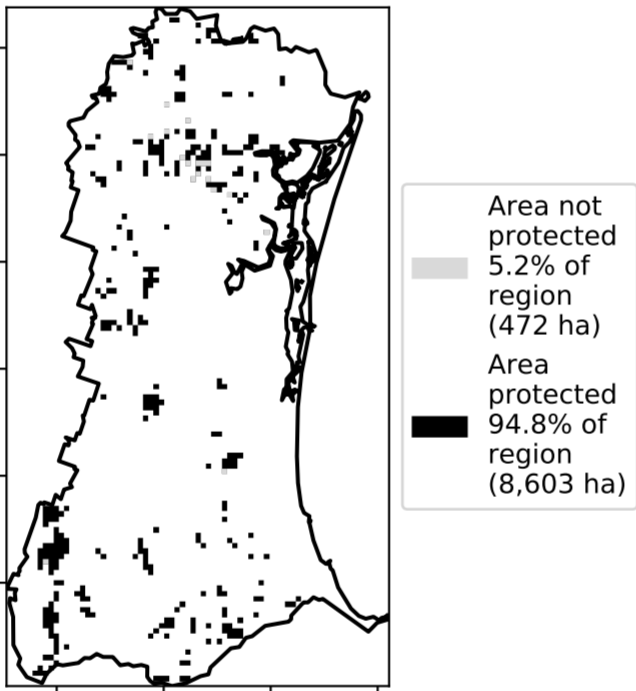 Area not
protected
5.2% of
region
(472 ha)
Area
protected
94.8% of
region
(8,603 ha)